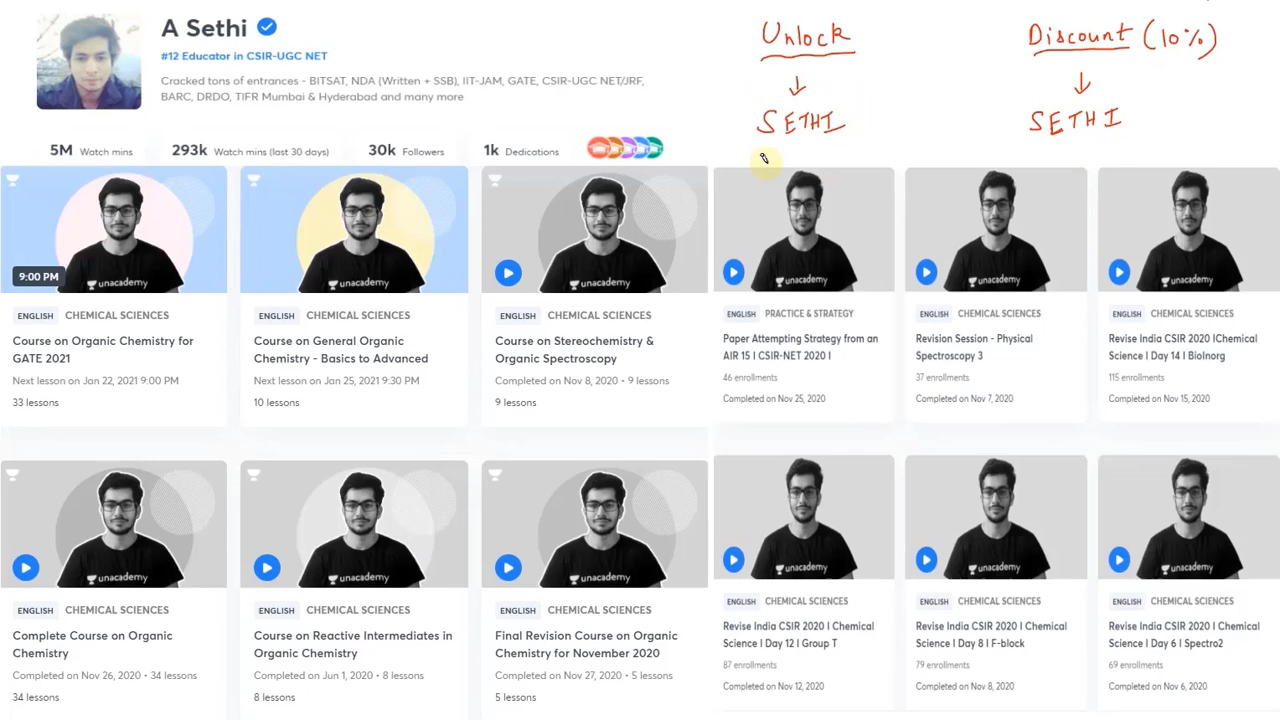 A Sethi
#12 Educator in CSIR-UGC NET
Cracked tons of entrances - BITSAT, NDA (Written + SSB), IIT-JAM, GATE, CSIR-UGC NET/JRF,
BARC, DRDO, TIFR Mumbai & Hyderabad and many more
5M Watch mins 293k Watch mins (last 30 days) 30k Followers 1k Dedications
Unlock
SETHI
Discount (10%)
SETHI
9:00 PM
unacademy
ENGLISH CHEMICAL SCIENCES
Course on Organic Chemistry for
GATE 2021
Next lesson on Jan 22, 2021 9:00 PM
33 lessons
unacademy
ENGLISH CHEMICAL SCIENCES
Course on General Organic
Chemistry - Basics to Advanced
Next lesson on Jan 25, 2021 9:30 PM
10 lessons
unacademy
ENGLISH CHEMICAL SCIENCES
Course on Stereochemistry &
Organic Spectroscopy
Completed on Nov 8, 2020 • 9 lessons
9 lessons
unacademy
ENGLISH PRACTICE & STRATEGY
Paper Attempting Strategy from an
AIR 15 I CSIR-NET 2020 I
46 enrollments
Completed on Nov 25, 2020
unacademy
ENGLISH CHEMICAL SCIENCES
Revision Session - Physical
Spectroscopy 3
37 enrollments
Completed on Nov 7, 2020
unacademy
ENGLISH CHEMICAL SCIENCES
Revise India CSIR 2020 IChemical
Science I Day 14 I BioInorg
115 enrollments
Completed on Nov 15, 2020
unacademy
ENGLISH CHEMICAL SCIENCES
Complete Course on Organic
Chemistry
Completed on Nov 26, 2020 • 34 lessons
34 lessons
unacademy
ENGLISH CHEMICAL SCIENCES
Course on Reactive Intermediates in
Organic Chemistry
Completed on Jun 1, 2020 • 8 lessons
8 lessons
unacademy
ENGLISH CHEMICAL SCIENCES
Final Revision Course on Organic
Chemistry for November 2020
Completed on Nov 27, 2020 • 5 lessons
5 lessons
unacademy
ENGLISH CHEMICAL SCIENCES
Revise India CSIR 2020 I Chemical
Science I Day 12 I Group T
87 enrollments
Completed on Nov 12, 2020
unacademy
ENGLISH CHEMICAL SCIENCES
Revise India CSIR 2020 I Chemical
Science I Day 8 I F-block
79 enrollments
Completed on Nov 8, 2020
unacademy
ENGLISH CHEMICAL SCIENCES
Revise India CSIR 2020 I Chemical
Science I Day 6 I Spectro2
69 enrollments
Completed on Nov 6, 2020